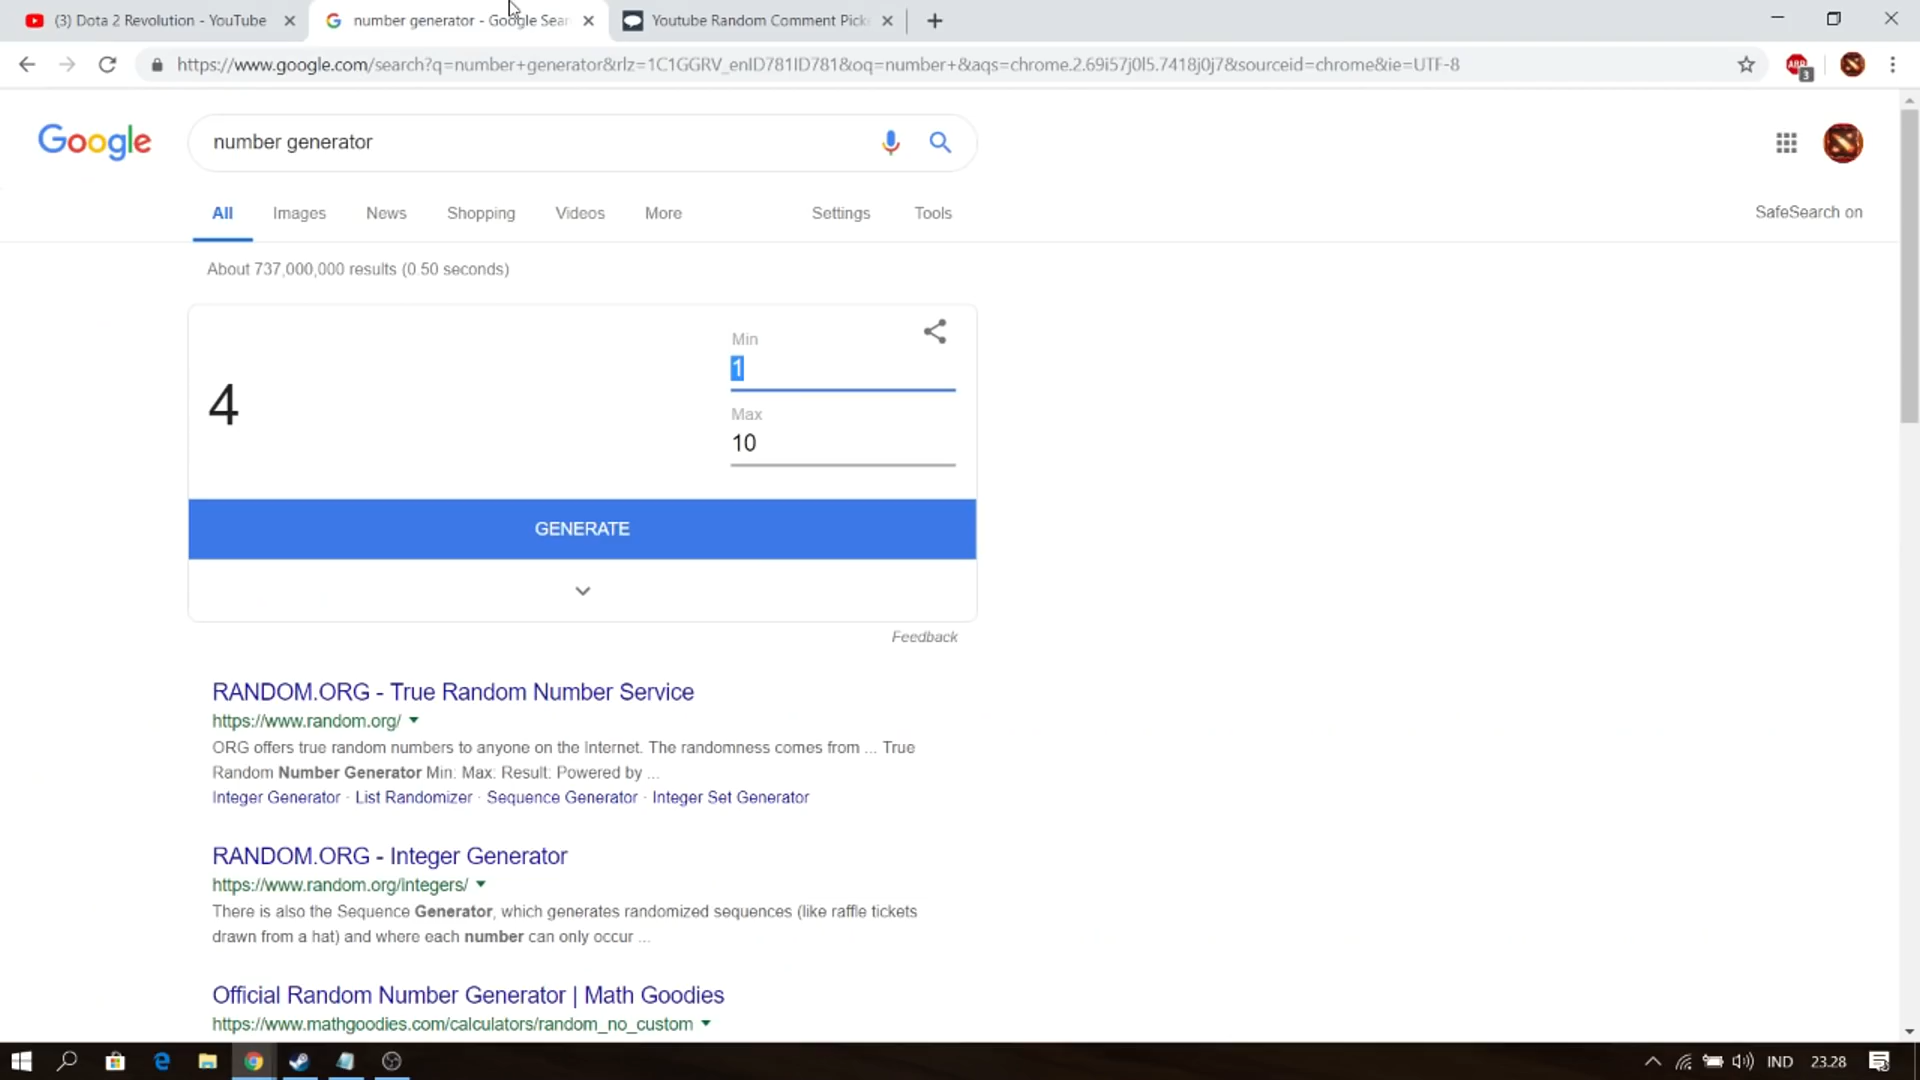 (3) Dota 2 Revolution - YouTube
number generator - Google Sear
Youtube Random Comment Pick
https://www.google.com/search?q=number+generator&rlz=1C1GGRV_enID781ID781&oq=number+&aqs=chrome.2.69i57j0l5.7418j0j7&sourceid=chrome&ie=UTF-8
ABP
3
Google
number generator
All
Images
News
Shopping
Videos
More
Settings
Tools
SafeSearch on
About 737,000,000 results (0.50 seconds)
Min
1
4
Max
10
GENERATE
Feedback
RANDOM.ORG - True Random Number Service
https://www.random.org/
ORG offers true random numbers to anyone on the Internet. The randomness comes from ... True
Random Number Generator Min: Max: Result: Powered by ...
Integer Generator · List Randomizer · Sequence Generator · Integer Set Generator
RANDOM.ORG - Integer Generator
https://www.random.org/integers/
There is also the Sequence Generator, which generates randomized sequences (like raffle tickets
drawn from a hat) and where each number can only occur ...
Official Random Number Generator | Math Goodies
https://www.mathgoodies.com/calculators/random_no_custom
IND
23.28